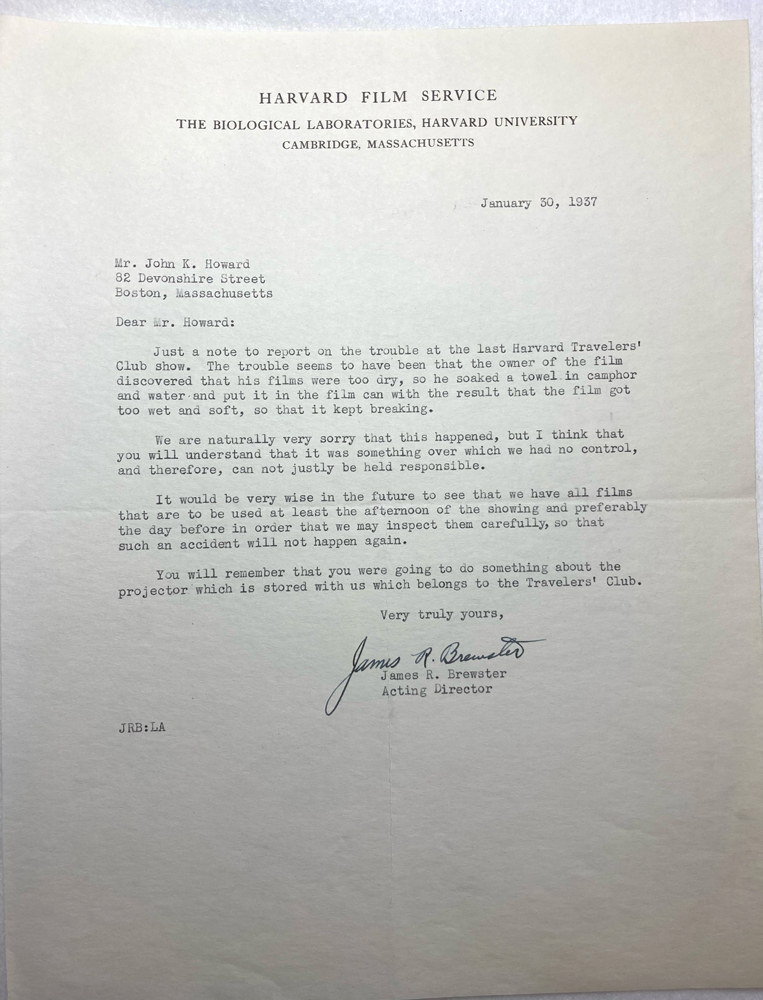 HARVARD FILM SERVICE
THE BIOLOGICAL LABORATORIES, HARVARD UNIVERSITY
CAMBRIDGE, MASSACHUSETTS
January 30, 1937
Mr. John K. Howard
82 Devonshire Street
Boston, Massachusetts
Dear Mr. Howard:
Just a note to report on the trouble at the last Harvard Travelers'
Club show. The trouble seems to have been that the owner of the film
discovered that his films were too dry, so he soaked a towel in camphor
and water and put it in the film can with the result that the film got
too wet and soft, so that it kept breaking.
We are naturally very sorry that this happened, but I think that
you will understand that it was something over which we had no control,
and therefore, can not justly be held responsible.
It would be very wise in the future to see that we have all films
that are to be used at least the afternoon of the showing and preferably
the day before in order that we may inspect them carefully, so that
such an accident will not happen again.
You will remember that you were going to do something about the
projector which is stored with us which belongs to the Travelers' Club.
Very truly yours,
James R. Brewster
James R. Brewster
Acting Director
JRB:LA